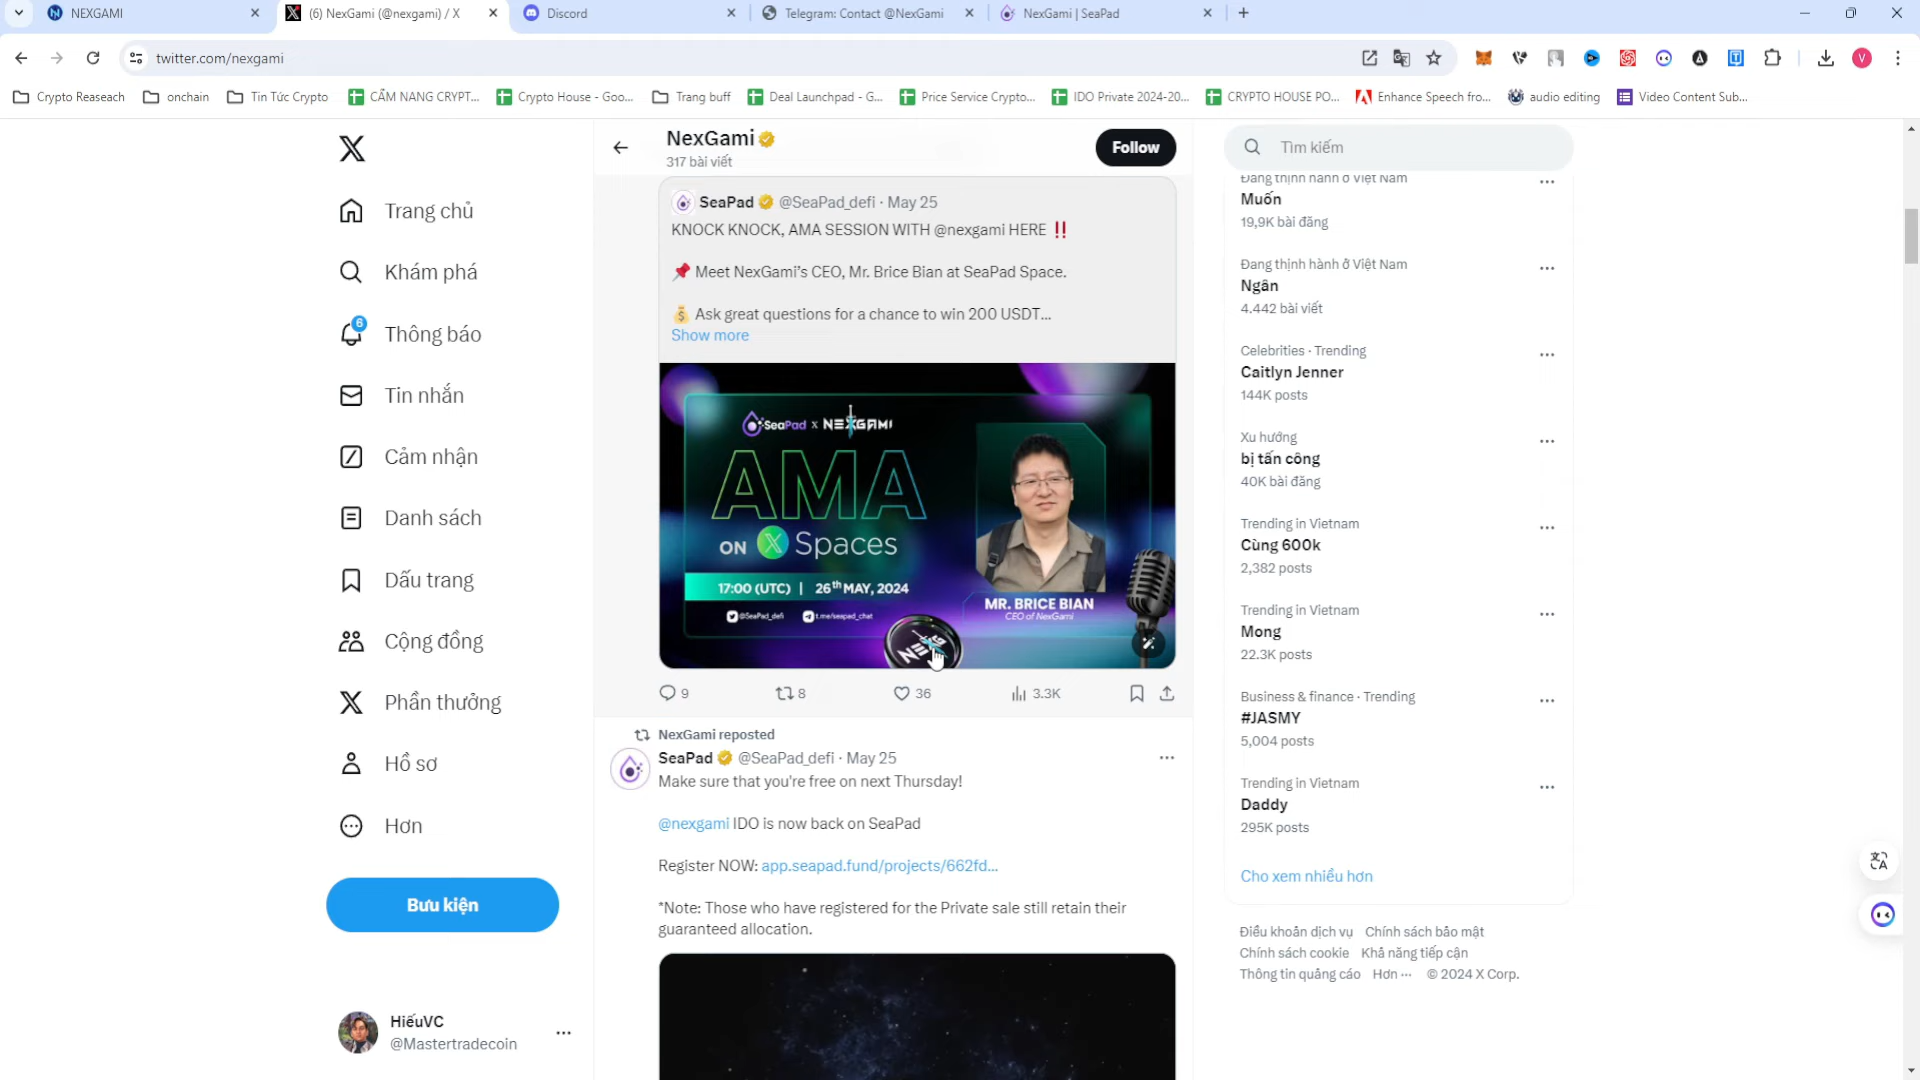 NEXGAMI
(6) NexGami (@nexgami) / X
Discord
Telegram: Contact @NexGami
NexGami | SeaPad
twitter.com/nexgami
V
Crypto Reaseach
onchain
Tin Tức Crypto
CẨM NANG CRYPT...
Crypto House - Goo...
Trang buff
Deal Launchpad - G...
Price Service Crypto...
IDO Private 2024-20...
CRYPTO HOUSE PO...
Enhance Speech fro...
audio editing
Video Content Sub...
Trang chủ
Khám phá
6
Thông báo
Tin nhắn
Cảm nhận
Danh sách
Dấu trang
Cộng đồng
Phần thưởng
Hồ sơ
Hơn
Bưu kiện
HiếuVC
@Mastertradecoin
NexGami
317 bài viết
Follow
SeaPad @SeaPad_defi · May 25
KNOCK KNOCK, AMA SESSION WITH @nexgami HERE ‼️
📌 Meet NexGami’s CEO, Mr. Brice Bian at SeaPad Space.
💰 Ask great questions for a chance to win 200 USDT...
Show more
SeaPad x NEXGAMI
AMA
ON X Spaces
17:00 (UTC) | 26th MAY, 2024
@SeaPad_defi
t.me/seapad_chat
MR. BRICE BIAN
CEO of NexGami
9
8
36
3.3K
NexGami reposted
SeaPad @SeaPad_defi · May 25
Make sure that you're free on next Thursday!
@nexgami IDO is now back on SeaPad
Register NOW: app.seapad.fund/projects/662fd...
*Note: Those who have registered for the Private sale still retain their
guaranteed allocation.
Tìm kiếm
Đang thịnh hành ở Việt Nam
Muốn
19,9K bài đăng
Đang thịnh hành ở Việt Nam
Ngân
4.442 bài viết
Celebrities · Trending
Caitlyn Jenner
144K posts
Xu hướng
bị tấn công
40K bài đăng
Trending in Vietnam
Cùng 600k
2,382 posts
Trending in Vietnam
Mong
22.3K posts
Business & finance · Trending
#JASMY
5,004 posts
Trending in Vietnam
Daddy
295K posts
Cho xem nhiều hơn
Điều khoản dịch vụ Chính sách bảo mật
Chính sách cookie Khả năng tiếp cận
Thông tin quảng cáo Hơn ··· © 2024 X Corp.